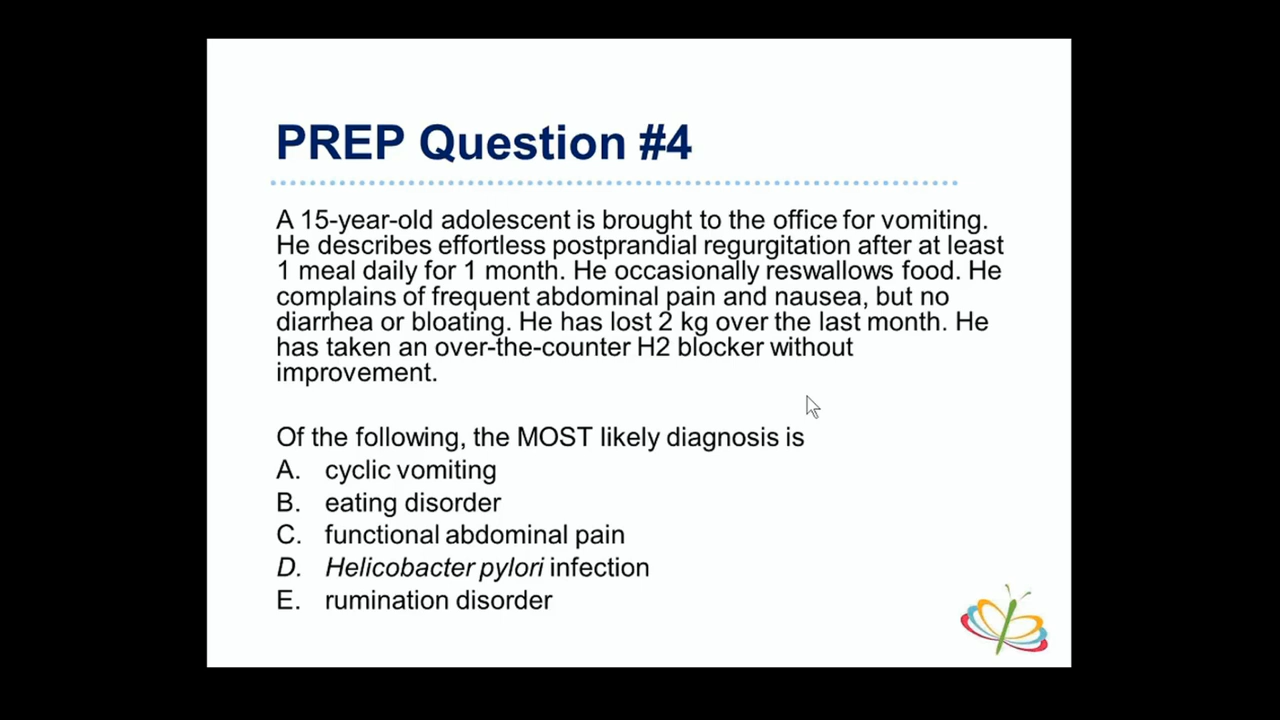 PREP Question #4
A 15-year-old adolescent is brought to the office for vomiting.
He describes effortless postprandial regurgitation after at least
1 meal daily for 1 month. He occasionally reswallows food. He
complains of frequent abdominal pain and nausea, but no
diarrhea or bloating. He has lost 2 kg over the last month. He
has taken an over-the-counter H2 blocker without
improvement.
Of the following, the MOST likely diagnosis is
A. cyclic vomiting
B. eating disorder
C. functional abdominal pain
D. Helicobacter pylori infection
E. rumination disorder